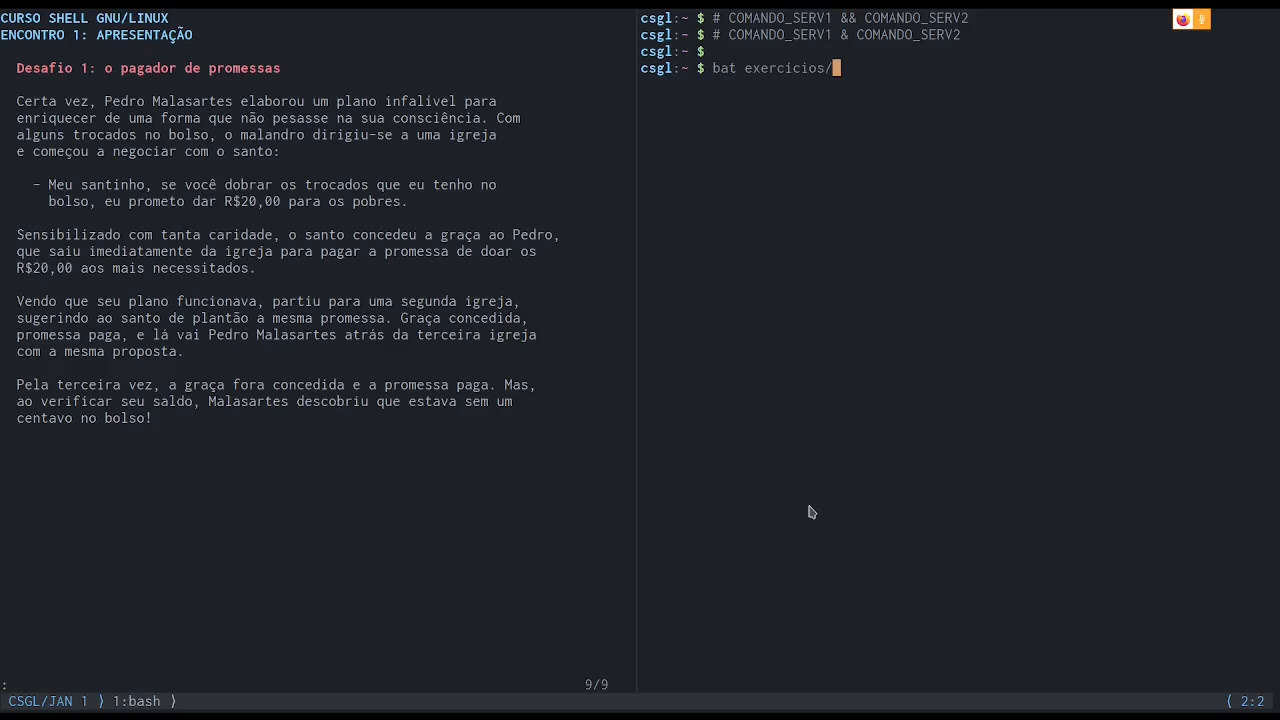 CURSO SHELL GNU/LINUX
ENCONTRO 1: APRESENTAÇÃO
Desafio 1: o pagador de promessas
Certa vez, Pedro Malasartes elaborou um plano infalível para
enriquecer de uma forma que não pesasse na sua consciência. Com
alguns trocados no bolso, o malandro dirigiu-se a uma igreja
e começou a negociar com o santo:
- Meu santinho, se você dobrar os trocados que eu tenho no
bolso, eu prometo dar R$20,00 para os pobres.
Sensibilizado com tanta caridade, o santo concedeu a graça ao Pedro,
que saiu imediatamente da igreja para pagar a promessa de doar os
R$20,00 aos mais necessitados.
Vendo que seu plano funcionava, partiu para uma segunda igreja,
sugerindo ao santo de plantão a mesma promessa. Graça concedida,
promessa paga, e lá vai Pedro Malasartes atrás da terceira igreja
com a mesma proposta.
Pela terceira vez, a graça fora concedida e a promessa paga. Mas,
ao verificar seu saldo, Malasartes descobriu que estava sem um
centavo no bolso!
: 9/9
csgl:~ $ # COMANDO_SERV1 && COMANDO_SERV2
csgl:~ $ # COMANDO_SERV1 & COMANDO_SERV2
csgl:~ $
csgl:~ $ bat exercicios/
CSGL/JAN 1 ⟩ 1:bash ⟩ ⟨ 2:2